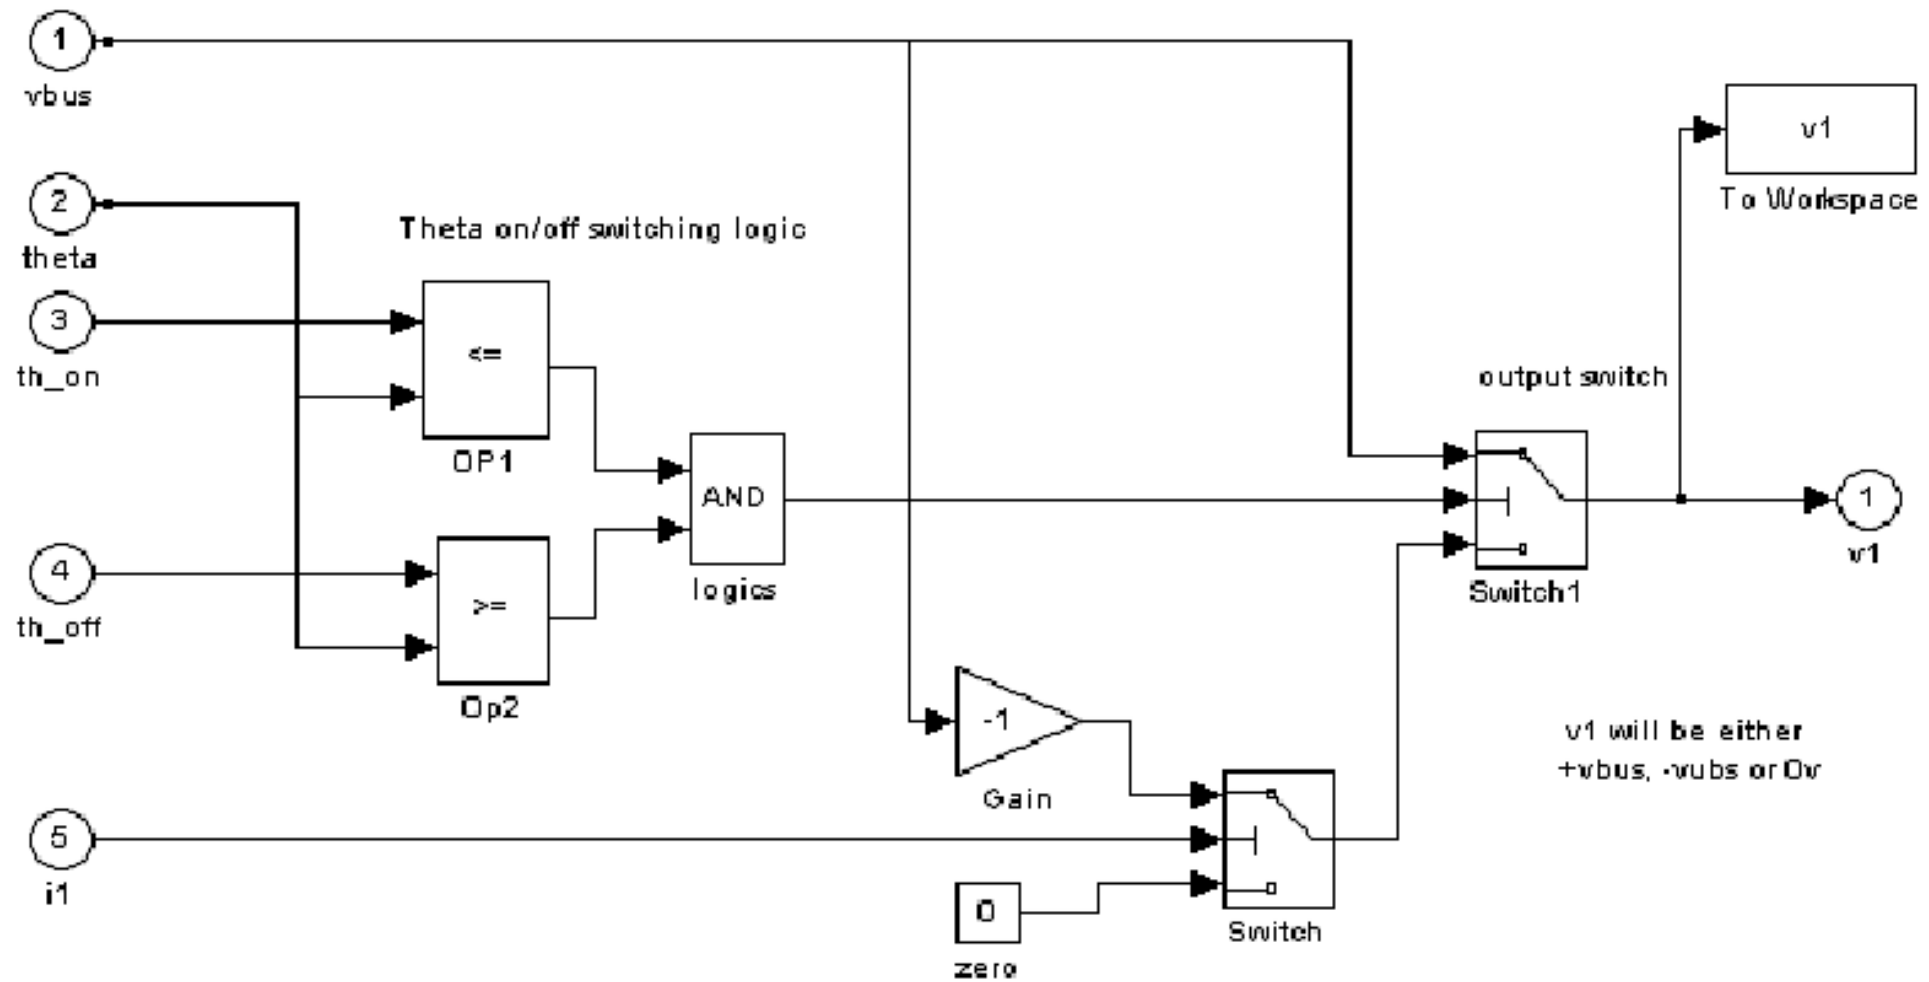 1
vbus
v1
To Workspace
2
theta
Theta on/off switching logic
3
th_on
<=
OP1
output switch
AND
logics
1
v1
Switch1
4
th_off
>=
Op2
-1
Gain
v1 will be either
+vbus, -vubs or 0v
5
i1
0
zero
Switch